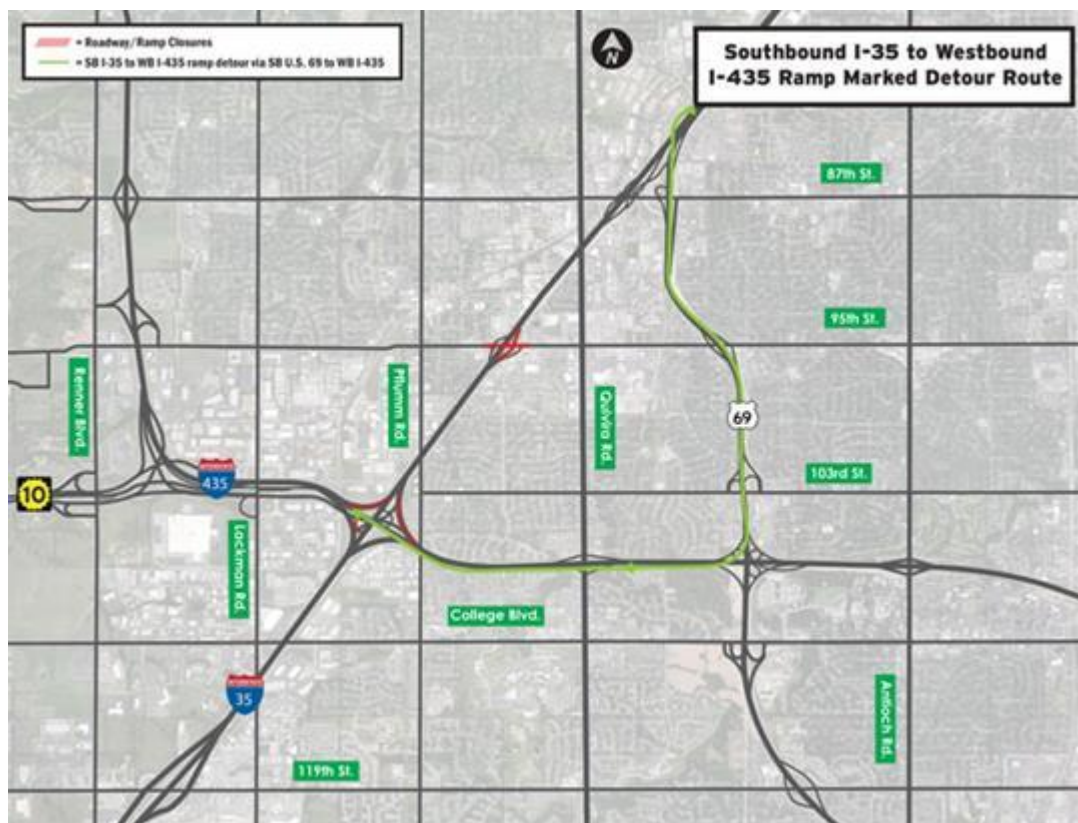 = Roadway/Ramp Closures
= SB I-35 to WB I-435 ramp detour via SB U.S. 69 to WB I-435
N
Southbound I-35 to Westbound
I-435 Ramp Marked Detour Route
87th St.
95th St.
Renner Blvd.
Pflumm Rd.
Quivira Rd.
69
103rd St.
10
INTERSTATE
435
Lackman Rd.
College Blvd.
INTERSTATE
35
Antioch Rd.
119th St.